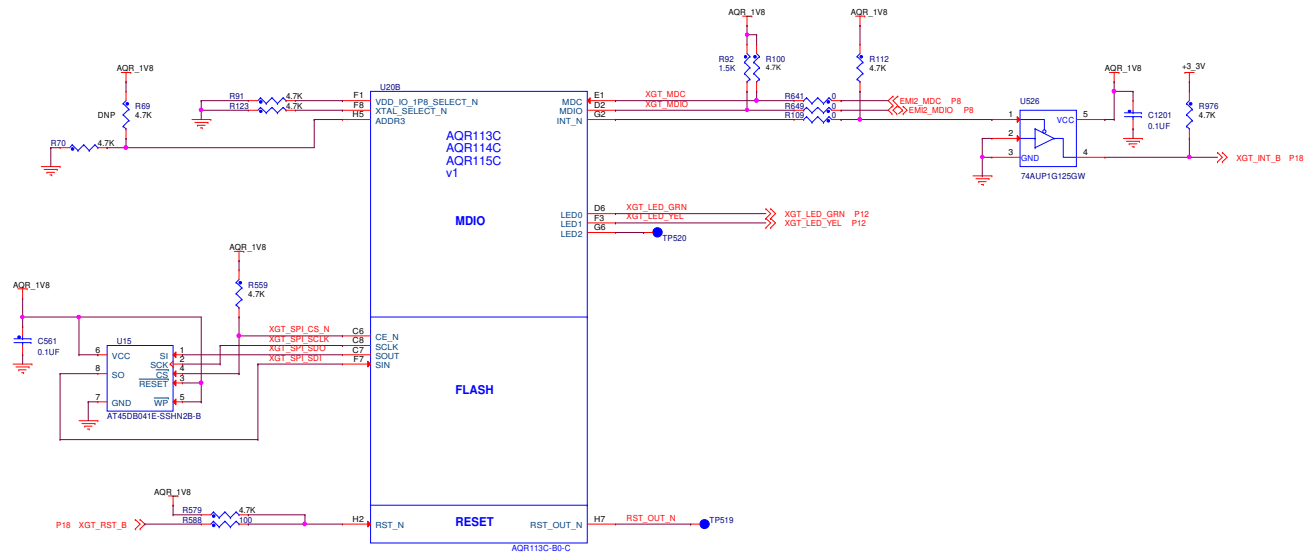 AQR_1V8
AQR_1V8
R92
1.5K
R100
4.7K
R112
4.7K
AQR_1V8
R69
4.7K
DNP
R70
4.7K
R91
4.7K
R123
4.7K
U20B
F1
VDD_IO_1P8_SELECT_N
F8
XTAL_SELECT_N
H5
ADDR3
AQR113C
AQR114C
AQR115C
v1
MDIO
MDC
E1
XGT_MDC
R641
0
EMI2_MDC P8
MDIO
D2
XGT_MDIO
R649
0
EMI2_MDIO P8
INT_N
G2
R109
0
AQR_1V8
+3_3V
U526
1
2
3
GND
VCC
5
4
74AUP1G125GW
C1201
0.1UF
R976
4.7K
XGT_INT_B P18
LED0
D6
XGT_LED_GRN
XGT_LED_GRN P12
LED1
F3
XGT_LED_YEL
XGT_LED_YEL P12
LED2
G6
TP520
AQR_1V8
R559
4.7K
AQR_1V8
C561
0.1UF
U15
6
VCC
8
SO
7
GND
SI
1
SCK
2
CS
4
RESET
3
WP
5
AT45DB041E-SSHN2B-B
XGT_SPI_CS_N
C6
CE_N
XGT_SPI_SCLK
C8
SCLK
XGT_SPI_SDO
C7
SOUT
XGT_SPI_SDI
F7
SIN
FLASH
AQR_1V8
R579
4.7K
P18 XGT_RST_B
R588
100
H2
RST_N
RESET
RST_OUT_N
H7
RST_OUT_N
TP519
AQR113C-B0-C